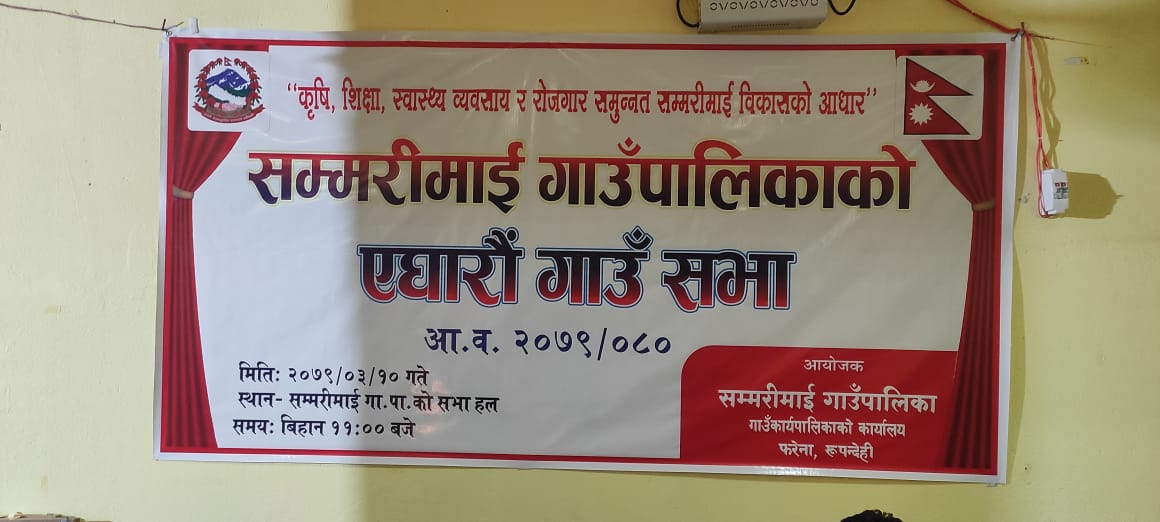 “कृषि, शिक्षा, स्वास्थ्य व्यवसाय र रोजगार समुन्नत सम्मरीमाई विकासको आधार”
सम्मरीमाई गाउँपालिकाको
एघारौं गाउँ सभा
आ.व. २०७९/०८०
मितिः २०७९/०३/१० गते
स्थान- सम्मरीमाई गा.पा.को सभा हल
समयः बिहान ११:०० बजे
आयोजक
सम्मरीमाई गाउँपालिका
गाउँकार्यपालिकाको कार्यालय
फरेना, रूपन्देही